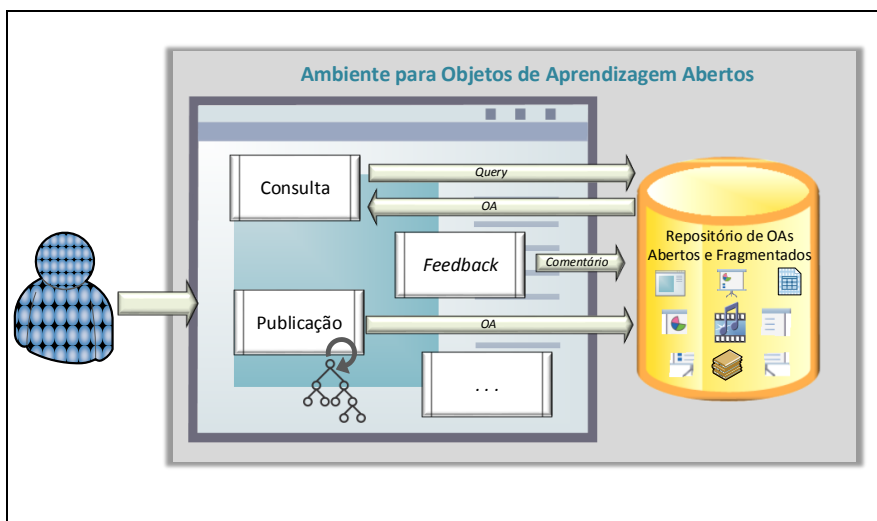 Ambiente para Objetos de Aprendizagem Abertos
Consulta
Query
OA
Repositório de OAs
Abertos e Fragmentados
Feedback
Comentário
Publicação
OA
. . .